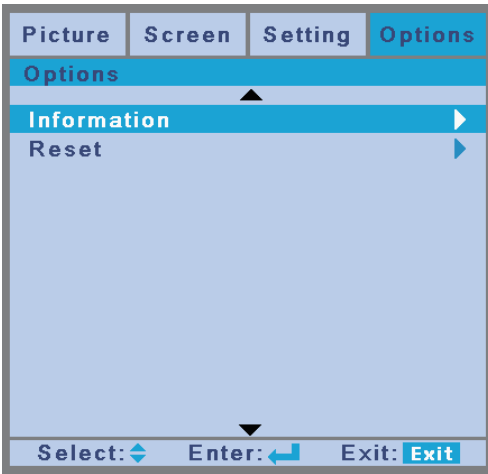 Picture Screen Setting Options
Options
Information
Reset
Select: Enter: Exit: Exit